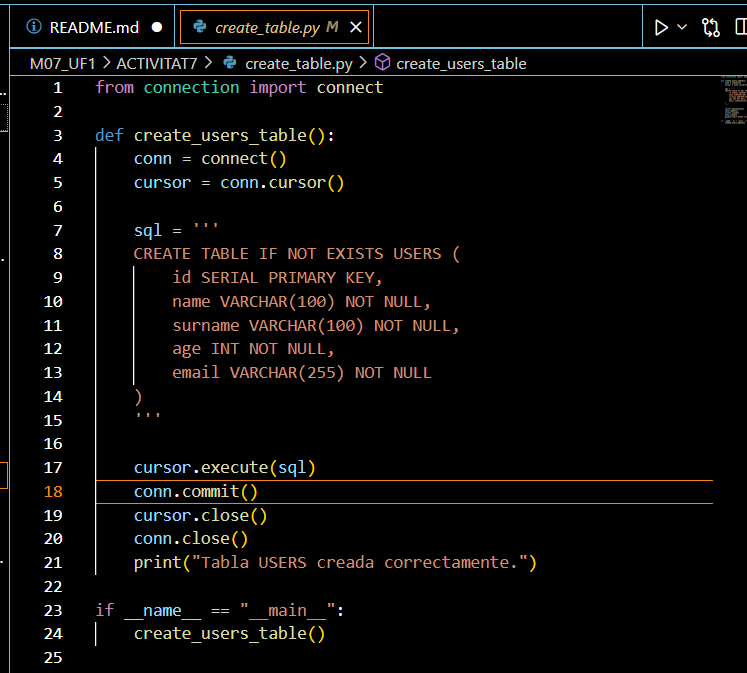 README.md
create_table.py M
M07_UF1 > ACTIVITAT7 > create_table.py > create_users_table
1 from connection import connect
2
3 def create_users_table():
4     conn = connect()
5     cursor = conn.cursor()
6
7     sql = '''
8     CREATE TABLE IF NOT EXISTS USERS (
9         id SERIAL PRIMARY KEY,
10         name VARCHAR(100) NOT NULL,
11         surname VARCHAR(100) NOT NULL,
12         age INT NOT NULL,
13         email VARCHAR(255) NOT NULL
14     )
15     '''
16
17     cursor.execute(sql)
18     conn.commit()
19     cursor.close()
20     conn.close()
21     print("Tabla USERS creada correctamente.")
22
23 if __name__ == "__main__":
24     create_users_table()
25